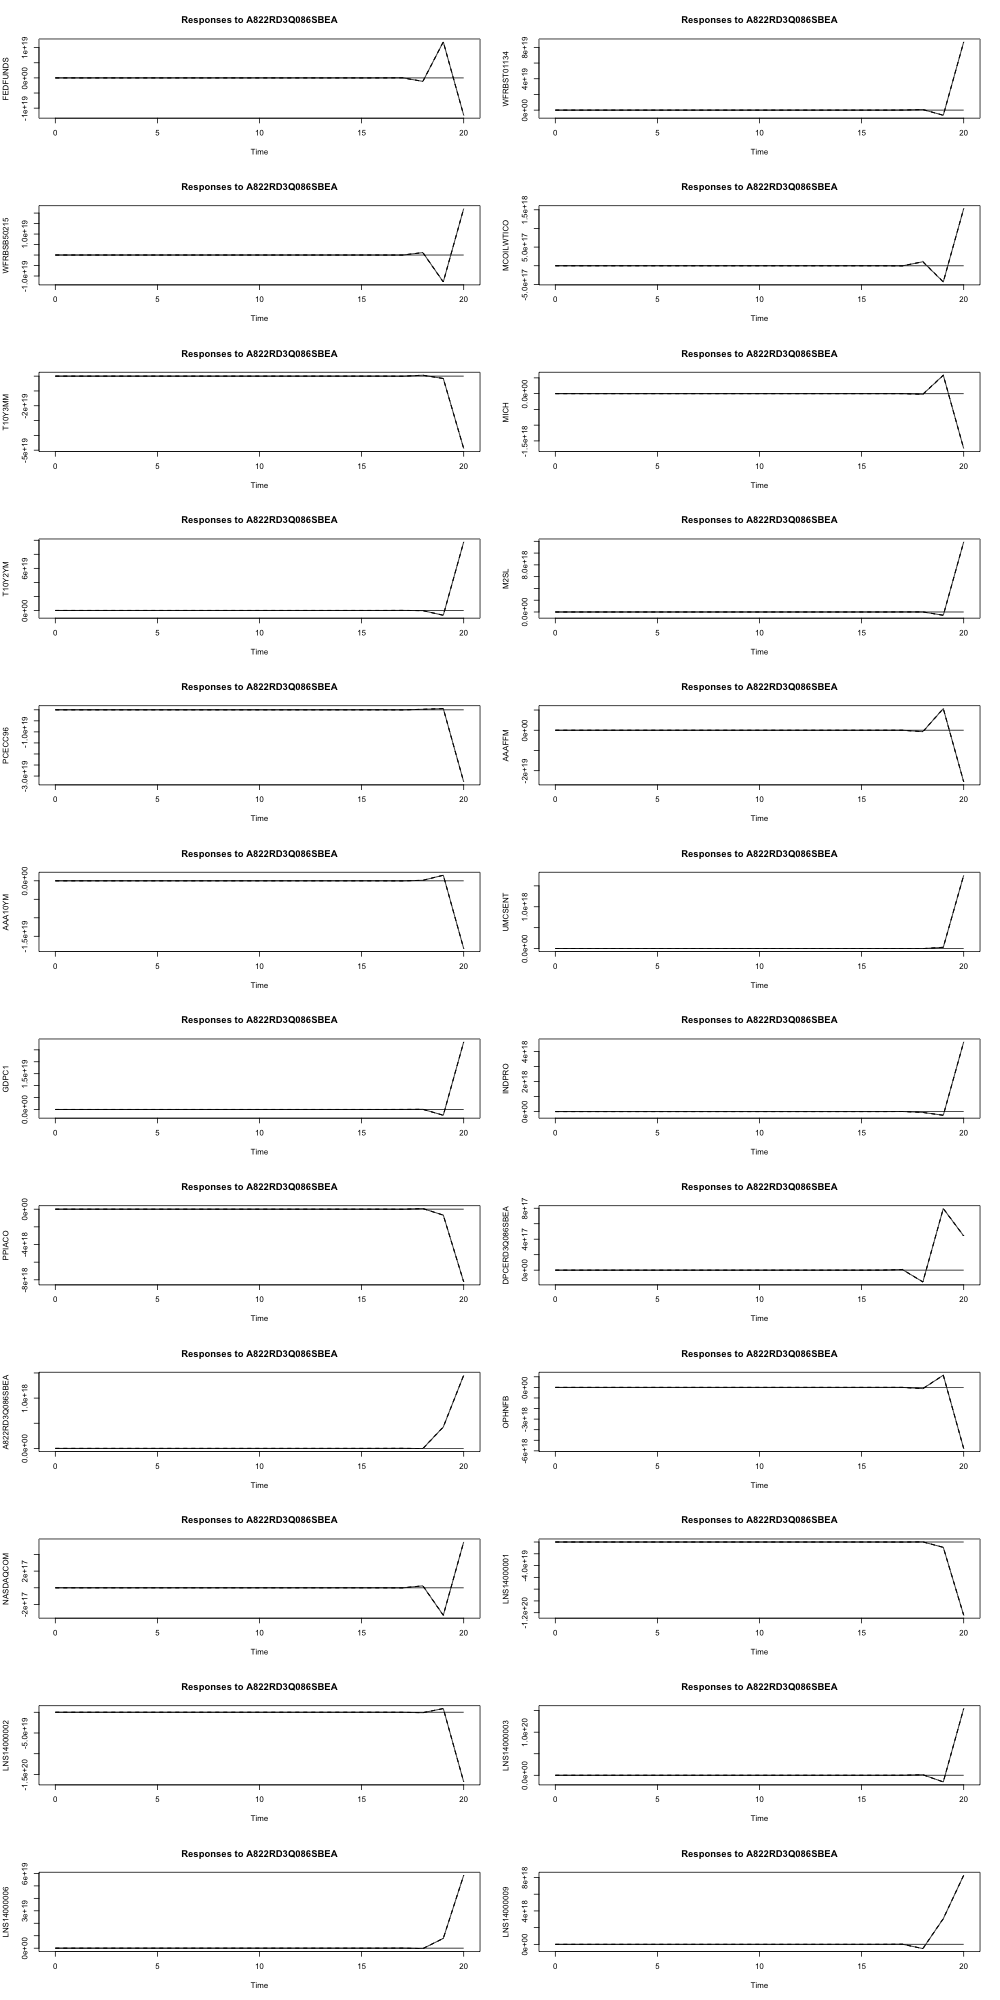 Responses to A822RD3Q086SBEA
FEDFUNDS
-1e+19 0e+00 1e+19
0 5 10 15 20
Time
Responses to A822RD3Q086SBEA
WFRBST01134
0e+00 4e+19 8e+19
0 5 10 15 20
Time
Responses to A822RD3Q086SBEA
WFRBSB50215
-1.0e+19 1.0e+19
0 5 10 15 20
Time
Responses to A822RD3Q086SBEA
MCOILWTICO
-5.0e+17 5.0e+17 1.5e+18
0 5 10 15 20
Time
Responses to A822RD3Q086SBEA
T10Y3MM
-5e+19 -2e+19
0 5 10 15 20
Time
Responses to A822RD3Q086SBEA
MICH
-1.5e+18 0.0e+00
0 5 10 15 20
Time
Responses to A822RD3Q086SBEA
T10Y2YM
0e+00 6e+19
0 5 10 15 20
Time
Responses to A822RD3Q086SBEA
M2SL
0.0e+00 8.0e+18
0 5 10 15 20
Time
Responses to A822RD3Q086SBEA
PCECC96
-3.0e+19 -1.0e+19
0 5 10 15 20
Time
Responses to A822RD3Q086SBEA
AAAFFM
-2e+19 0e+00
0 5 10 15 20
Time
Responses to A822RD3Q086SBEA
AAA10YM
-1.5e+19 0.0e+00
0 5 10 15 20
Time
Responses to A822RD3Q086SBEA
UMCSENT
0.0e+00 1.0e+18
0 5 10 15 20
Time
Responses to A822RD3Q086SBEA
GDPC1
0.0e+00 1.5e+19
0 5 10 15 20
Time
Responses to A822RD3Q086SBEA
INDPRO
0e+00 2e+18 4e+18
0 5 10 15 20
Time
Responses to A822RD3Q086SBEA
PPIACO
-8e+18 -4e+18 0e+00
0 5 10 15 20
Time
Responses to A822RD3Q086SBEA
DPCERD3Q086SBEA
0e+00 4e+17 8e+17
0 5 10 15 20
Time
Responses to A822RD3Q086SBEA
A822RD3Q086SBEA
0.0e+00 1.0e+18
0 5 10 15 20
Time
Responses to A822RD3Q086SBEA
OPHNFB
-6e+18 -3e+18 0e+00
0 5 10 15 20
Time
Responses to A822RD3Q086SBEA
NASDAQCOM
-2e+17 2e+17
0 5 10 15 20
Time
Responses to A822RD3Q086SBEA
LNS14000001
-1.2e+20 -4.0e+19
0 5 10 15 20
Time
Responses to A822RD3Q086SBEA
LNS14000002
-1.5e+20 -5.0e+19
0 5 10 15 20
Time
Responses to A822RD3Q086SBEA
LNS14000003
0.0e+00 1.0e+20
0 5 10 15 20
Time
Responses to A822RD3Q086SBEA
LNS14000006
0e+00 3e+19 6e+19
0 5 10 15 20
Time
Responses to A822RD3Q086SBEA
LNS14000009
0e+00 4e+18 8e+18
0 5 10 15 20
Time